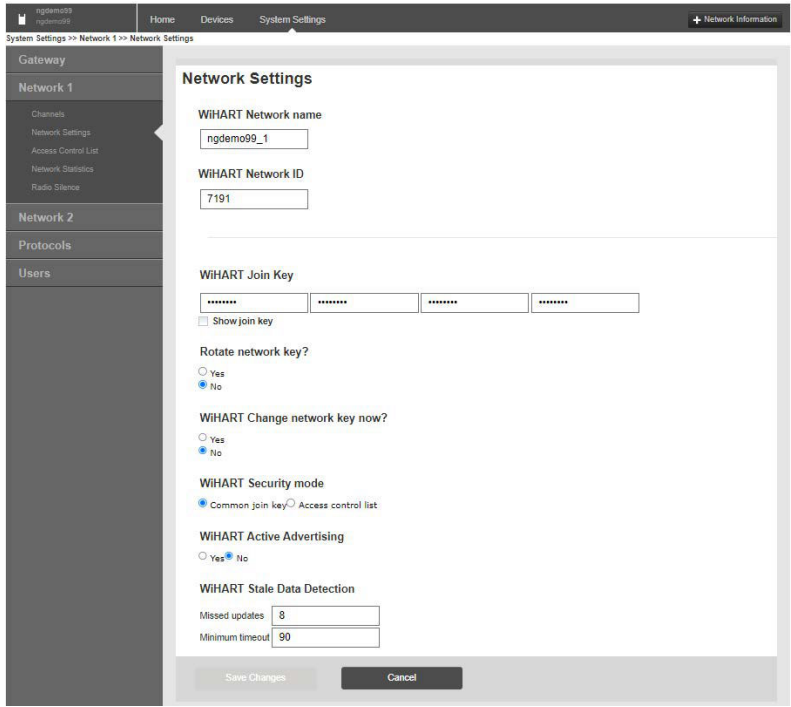 ngdemo99
ngdemo99
Home Devices System Settings
+ Network Information
System Settings >> Network 1 >> Network Settings
Gateway
Network 1
Channels
Network Settings
Access Control List
Network Statistics
Radio Silence
Network 2
Protocols
Users
Network Settings
WiHART Network name
ngdemo99_1
WiHART Network ID
7191
WiHART Join Key
•••••••• •••••••• •••••••• ••••••••
Show join key
Rotate network key?
Yes
No
WiHART Change network key now?
Yes
No
WiHART Security mode
Common join key Access control list
WiHART Active Advertising
Yes No
WiHART Stale Data Detection
Missed updates 8
Minimum timeout 90
Save Changes Cancel